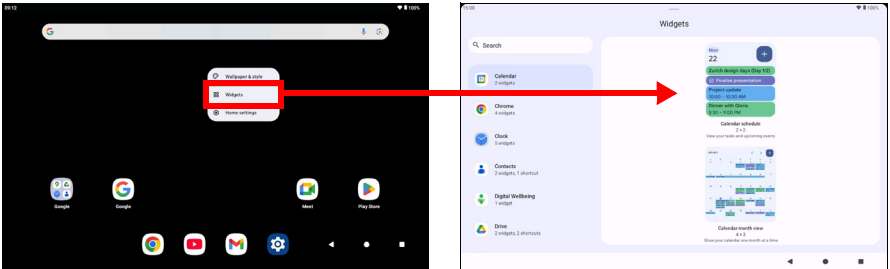 09:12
100%
Wallpaper & style
Widgets
Home settings
Google
Google
Meet
Play Store
15:00
100%
Widgets
Search
Calendar
2 widgets
Chrome
4 widgets
Clock
5 widgets
Contacts
2 widgets, 1 shortcut
Digital Wellbeing
1 widget
Drive
2 widgets, 2 shortcuts
Mon
22
Zurich design days (Day 1/2)
Finalize presentation
Project update
10:00 – 10:30 AM
Dinner with Gloria
5:30 – 9:00 PM
Calendar schedule
2 × 2
View your tasks and upcoming events
Calendar month view
4 × 3
Show your calendar one month at a time